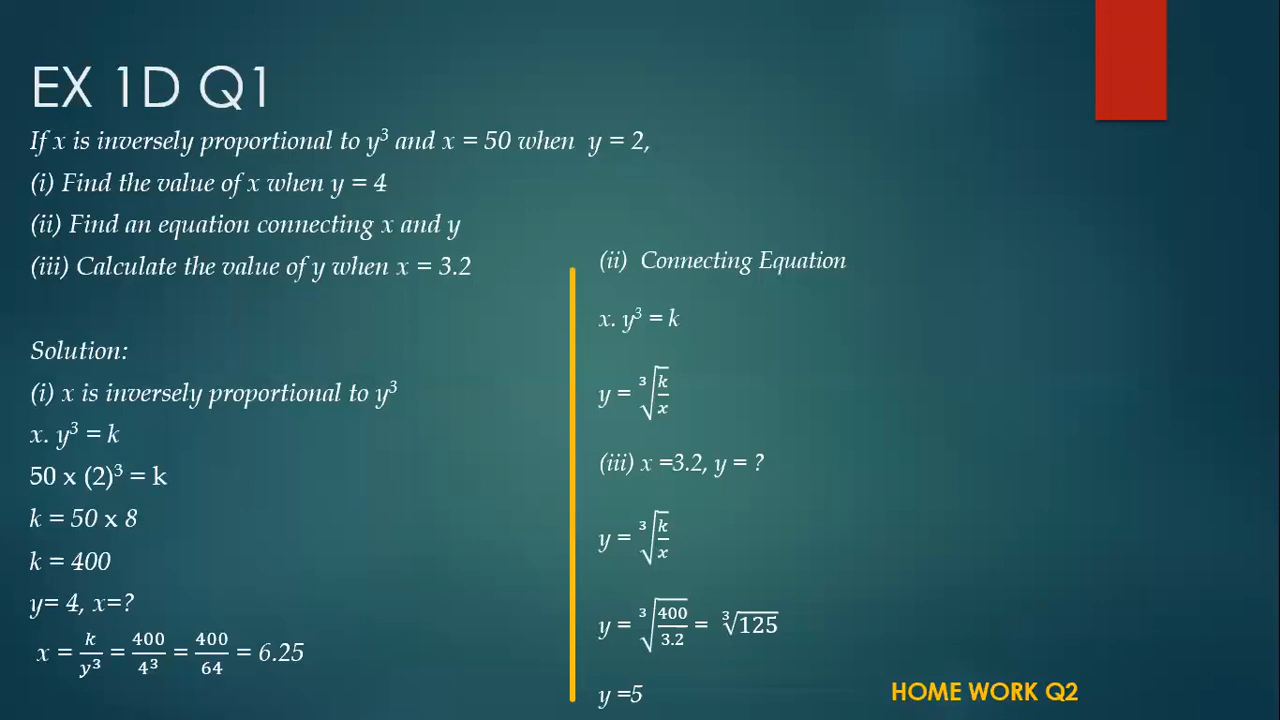 EX 1D Q1
If x is inversely proportional to y³ and x = 50 when y = 2,
(i) Find the value of x when y = 4
(ii) Find an equation connecting x and y
(iii) Calculate the value of y when x = 3.2
Solution:
(i) x is inversely proportional to y³
x. y³ = k
50 x (2)³ = k
k = 50 x 8
k = 400
y= 4, x=?
x = k/y³ = 400/4³ = 400/64 = 6.25
(ii) Connecting Equation
x. y³ = k
y = ∛(k/x)
(iii) x =3.2, y = ?
y = ∛(k/x)
y = ∛(400/3.2) = ∛125
y =5
HOME WORK Q2